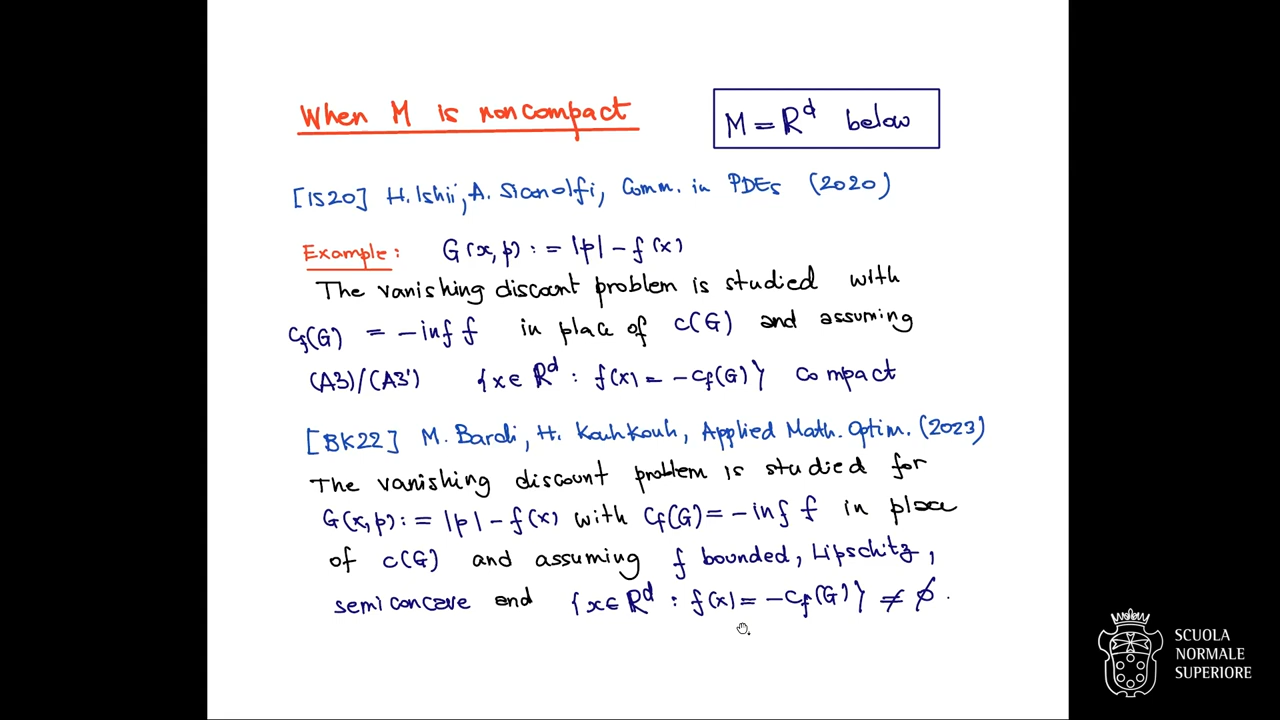 When M is noncompact
M = R^d below
[IS20] H. Ishii, A. Siconolfi, Comm. in PDEs (2020)
Example: G(x,p) := |p| - f(x)
The vanishing discount problem is studied with
c_f(G) = - inf f in place of c(G) and assuming
(A3)/(A3') {x ∈ R^d : f(x) = -c_f(G)} compact
[BK22] M. Bardi, H. Kouhkouh, Applied Math. Optim. (2023)
The vanishing discount problem is studied for
G(x,p) := |p| - f(x) with c_f(G) = - inf f in place
of c(G) and assuming f bounded, Lipschitz,
semiconcave and {x ∈ R^d : f(x) = -c_f(G)} ≠ ∅.
SCUOLA
NORMALE
SUPERIORE